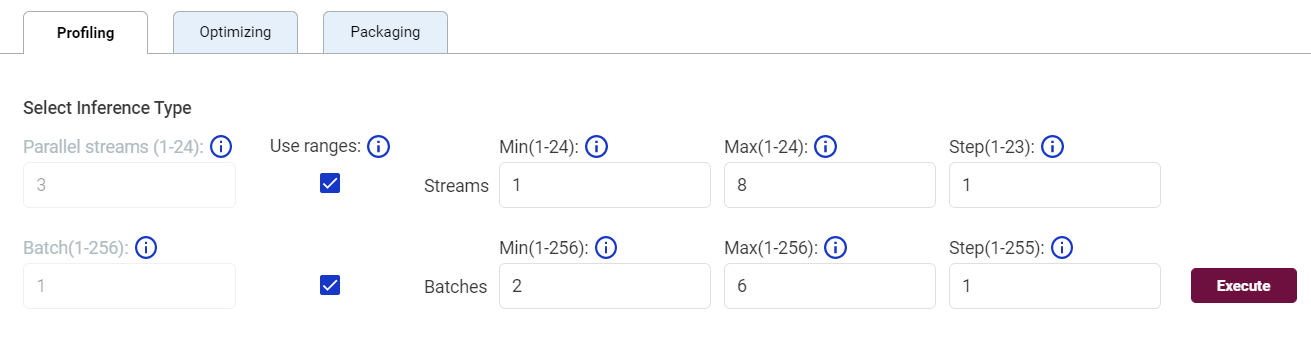 Profiling Optimizing Packaging
Select Inference Type
Parallel streams (1-24): Use ranges: Min(1-24): Max(1-24): Step(1-23):
3 Streams 1 8 1
Batch(1-256): Min(1-256): Max(1-256): Step(1-255):
1 Batches 2 6 1 Execute